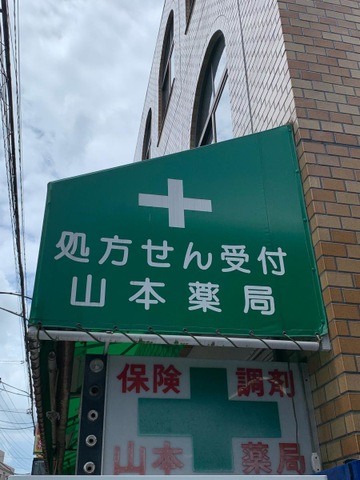 処方せん受付
山本薬局
保険 調剤
山本 薬局